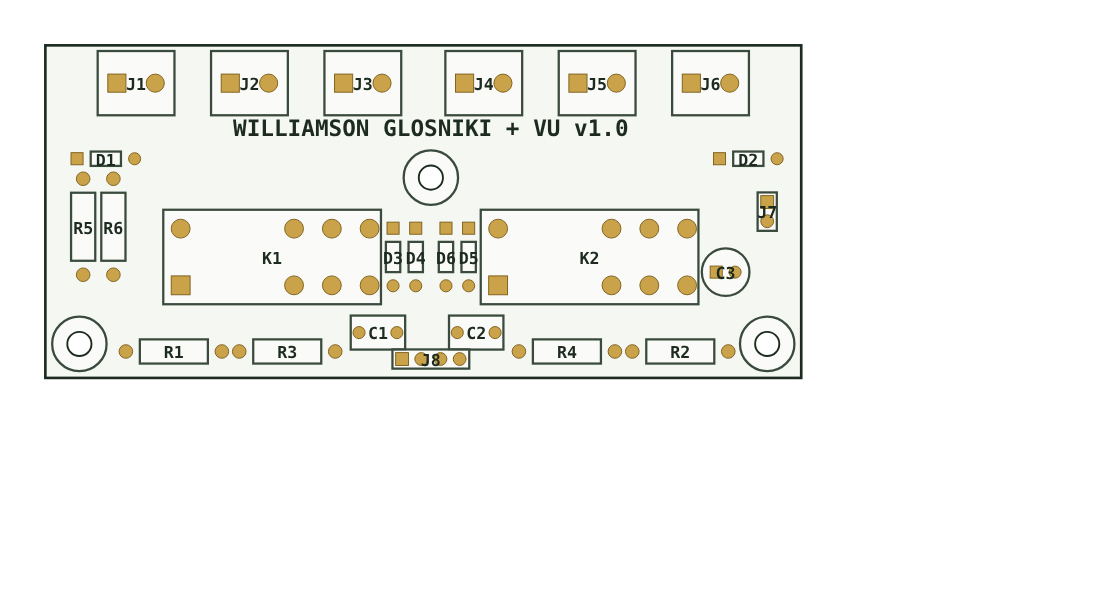 J1 J2 J3 J4 J5 J6
WILLIAMSON GLOSNIKI + VU v1.0
D1 D2
J7
R5 R6
K1 D3 D4 D6 D5 K2
C3
C1 C2
R1 R3 J8 R4 R2